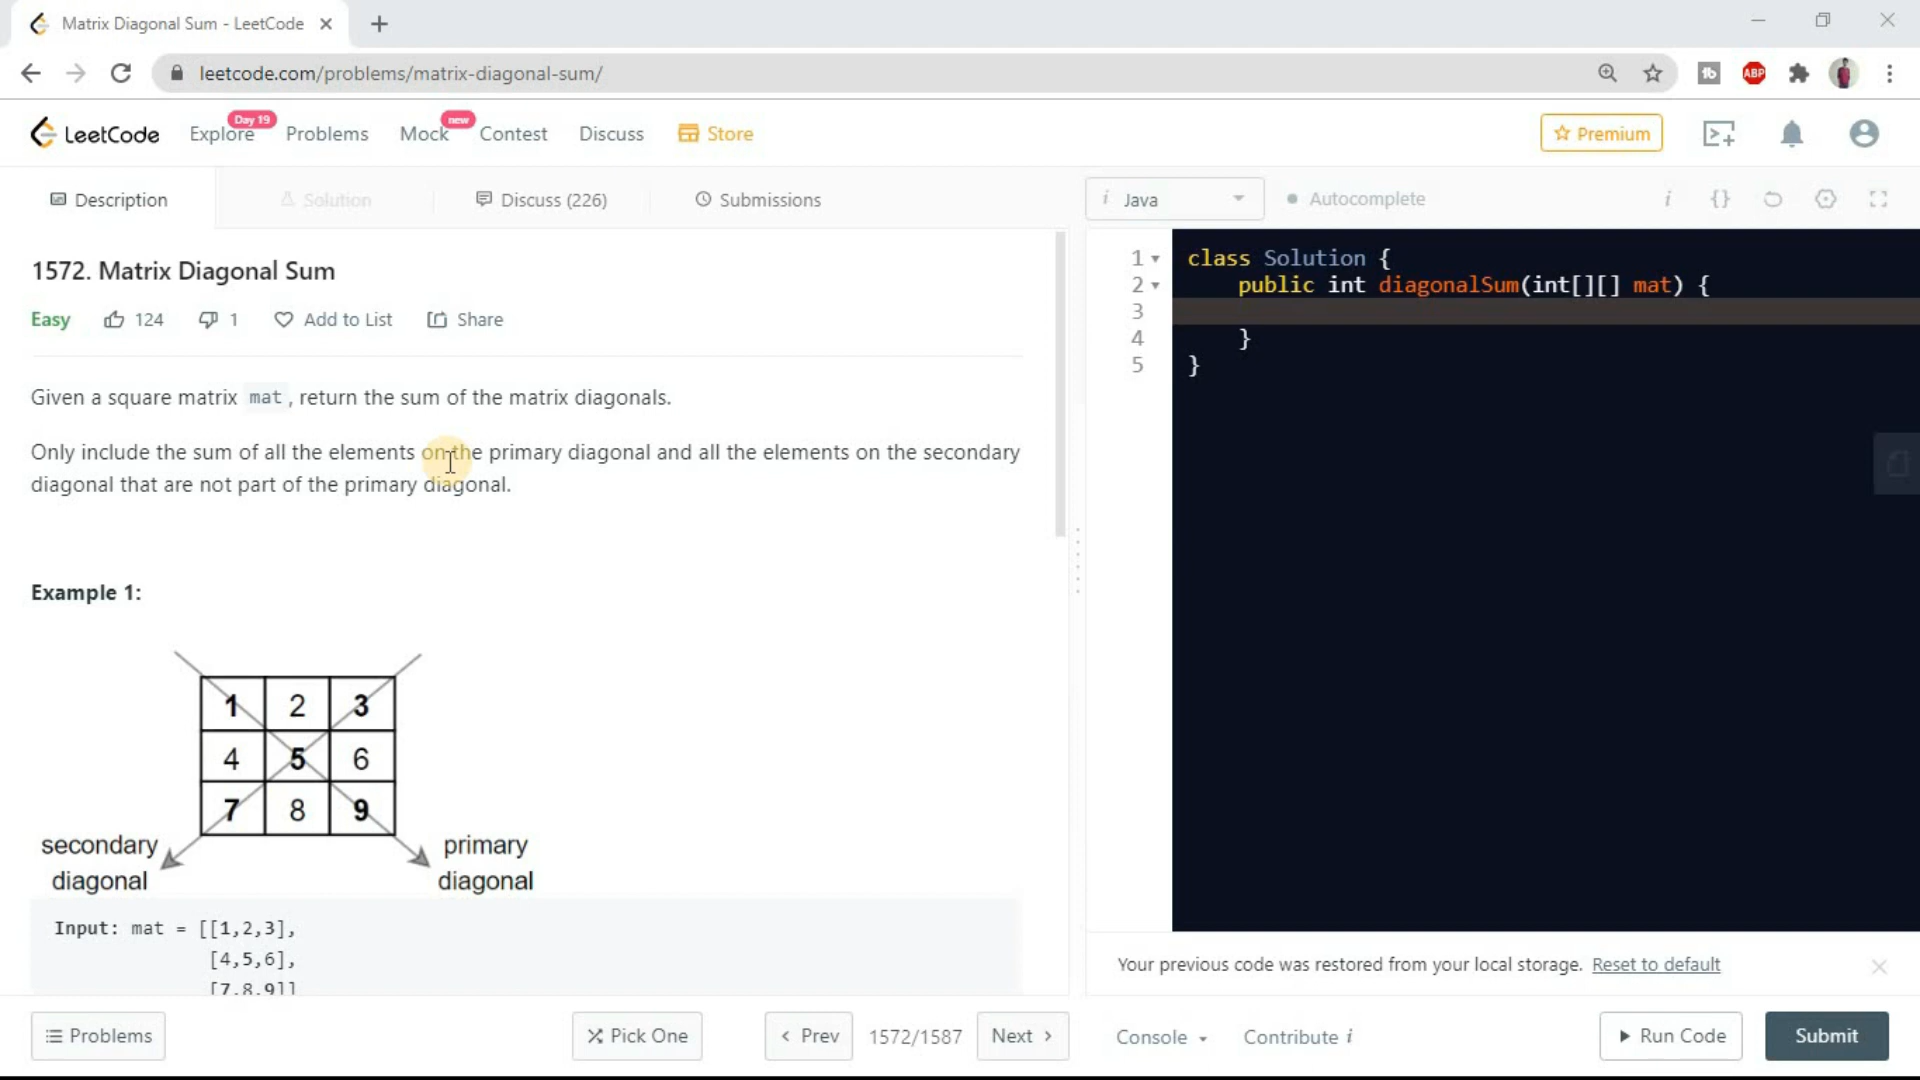 Matrix Diagonal Sum - LeetCode
leetcode.com/problems/matrix-diagonal-sum/
ABP
LeetCode Explore Day 19 Problems Mock new Contest Discuss Store Premium
Description Solution Discuss (226) Submissions
i Java Autocomplete i {}
1572. Matrix Diagonal Sum
Easy 124 1 Add to List Share
Given a square matrix mat, return the sum of the matrix diagonals.
Only include the sum of all the elements on the primary diagonal and all the elements on the secondary
diagonal that are not part of the primary diagonal.
Example 1:
1 2 3
4 5 6
7 8 9
secondary
diagonal
primary
diagonal
Input: mat = [[1,2,3],
[4,5,6],
[7,8,9]]
1 class Solution {
2 public int diagonalSum(int[][] mat) {
3
4 }
5 }
Your previous code was restored from your local storage. Reset to default
Problems Pick One < Prev 1572/1587 Next > Console Contribute i Run Code Submit